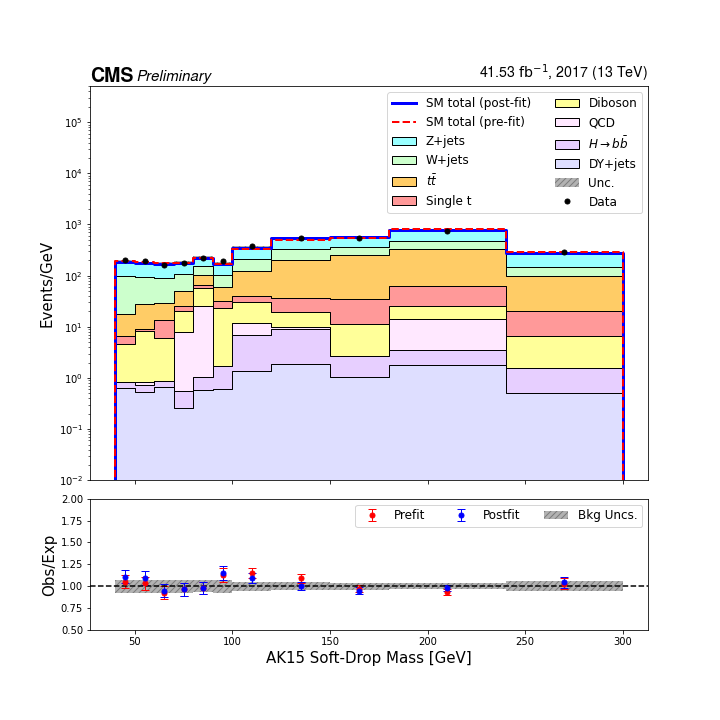 CMS Preliminary 41.53 fb⁻¹, 2017 (13 TeV)
SM total (post-fit)
SM total (pre-fit)
Z+jets
W+jets
tt̄
Single t
Diboson
QCD
H→bb̄
DY+jets
Unc.
Data
Events/GeV
10⁵
10⁴
10³
10²
10¹
10⁰
10⁻¹
10⁻²
Prefit Postfit Bkg Uncs.
Obs/Exp
2.00
1.75
1.50
1.25
1.00
0.75
0.50
50 100 150 200 250 300
AK15 Soft-Drop Mass [GeV]